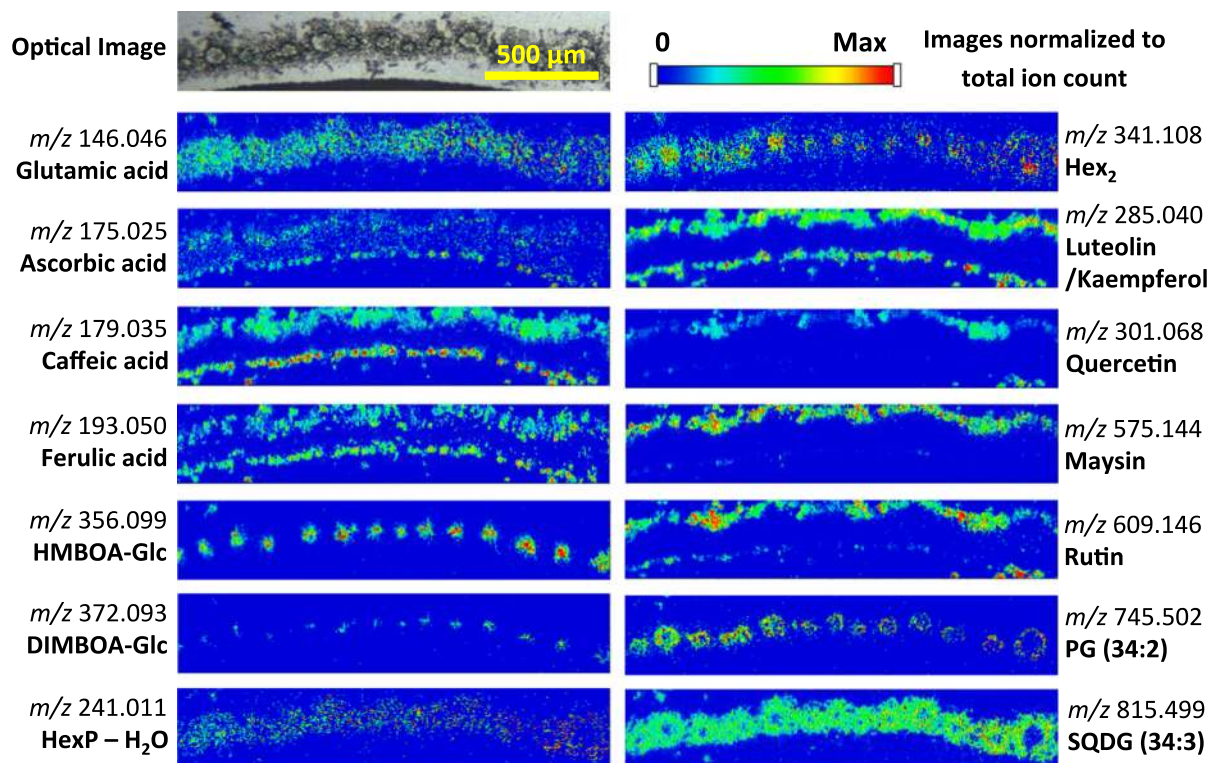 Optical Image
500 μm
0 Max
Images normalized to
total ion count
m/z 146.046
Glutamic acid
m/z 175.025
Ascorbic acid
m/z 179.035
Caffeic acid
m/z 193.050
Ferulic acid
m/z 356.099
HMBOA-Glc
m/z 372.093
DIMBOA-Glc
m/z 241.011
HexP – H₂O
m/z 341.108
Hex₂
m/z 285.040
Luteolin
/Kaempferol
m/z 301.068
Quercetin
m/z 575.144
Maysin
m/z 609.146
Rutin
m/z 745.502
PG (34:2)
m/z 815.499
SQDG (34:3)